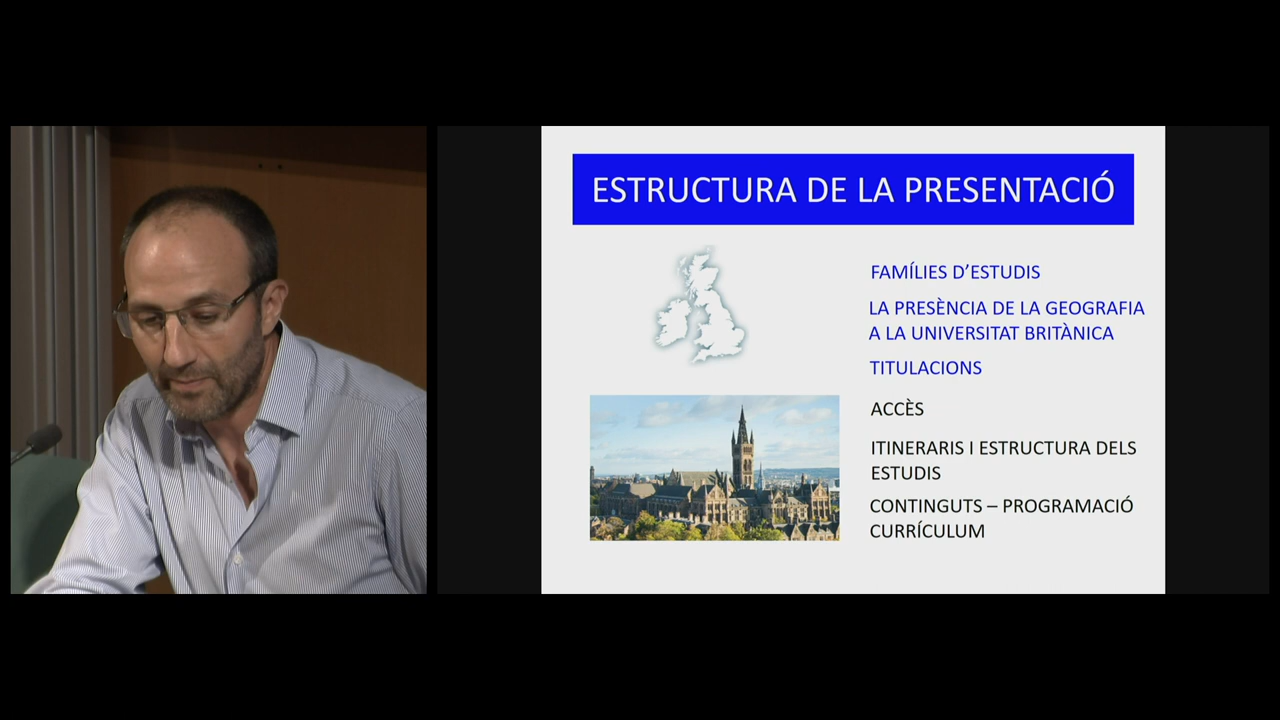 ESTRUCTURA DE LA PRESENTACIÓ
FAMÍLIES D’ESTUDIS
LA PRESÈNCIA DE LA GEOGRAFIA
A LA UNIVERSITAT BRITÀNICA
TITULACIONS
ACCÈS
ITINERARIS I ESTRUCTURA DELS
ESTUDIS
CONTINGUTS – PROGRAMACIÓ
CURRÍCULUM